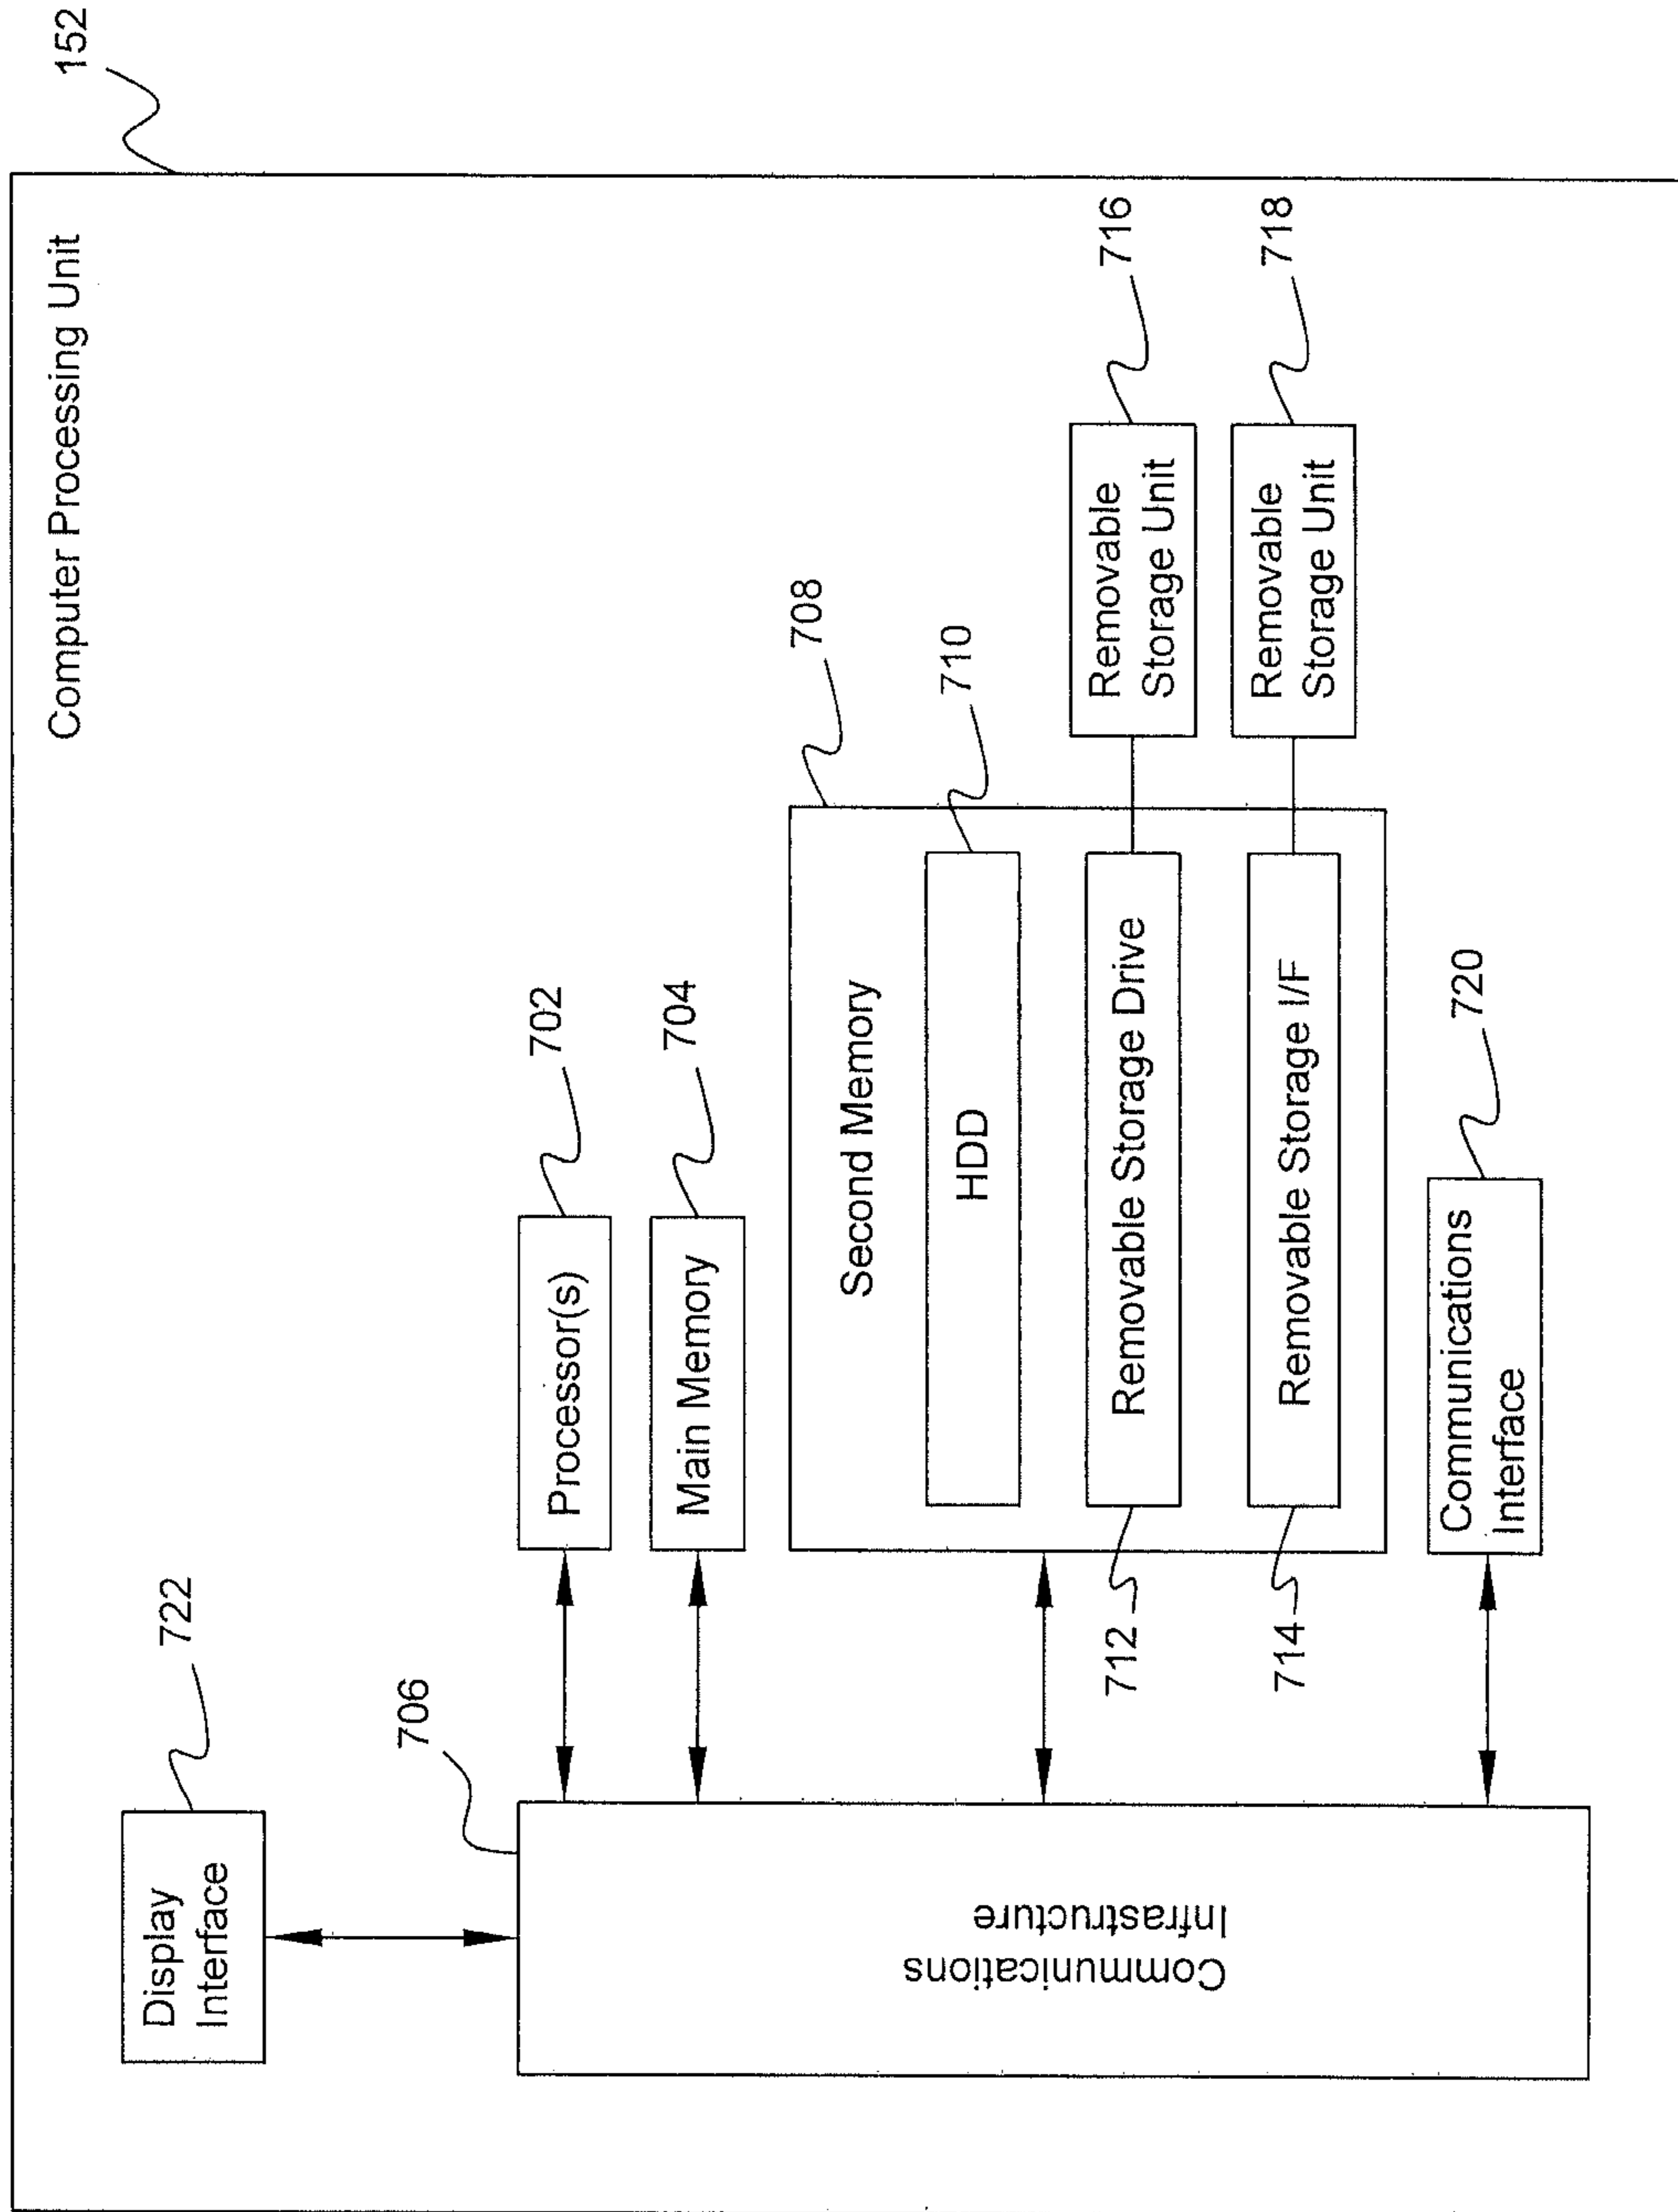 152
Computer Processing Unit
722
Display
Interface
706
Communications
Infrastructure
702
Processor(s)
704
Main Memory
708
Second Memory
710
HDD
712
Removable Storage Drive
714
Removable Storage I/F
716
Removable
Storage Unit
718
Removable
Storage Unit
720
Communications
Interface